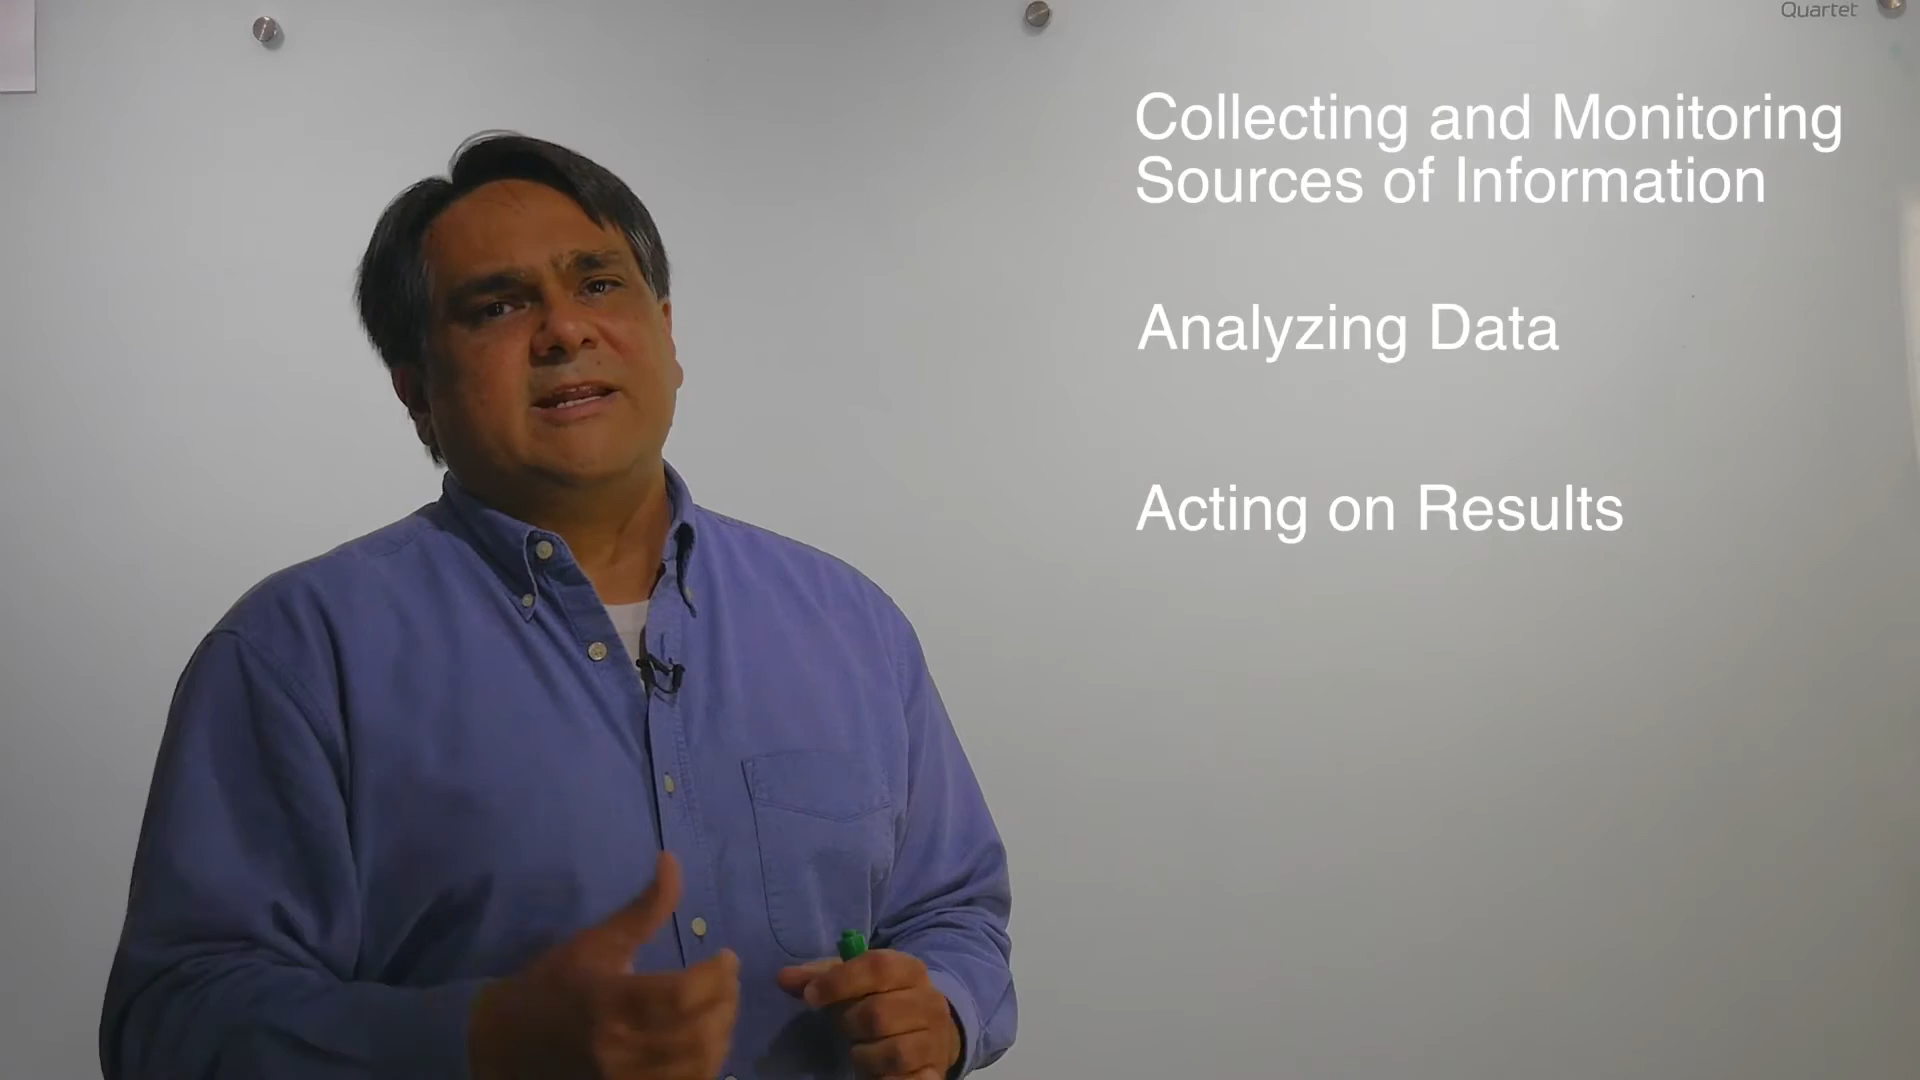 Quartet
Collecting and Monitoring
Sources of Information
Analyzing Data
Acting on Results